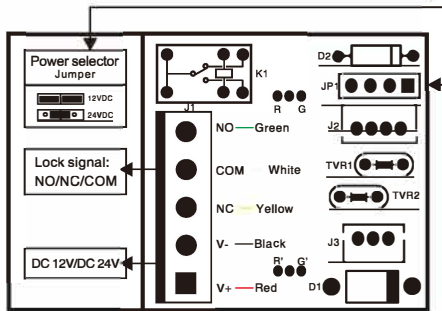 Power selector
Jumper
12VDC
24VDC
Lock signal:
NO/NC/COM
DC 12V/DC 24V
K1
J1
R G
D2
JP1
J2
TVR1
TVR2
J3
NO Green
COM White
NC Yellow
V- Black
V+ Red
R' G'
D1